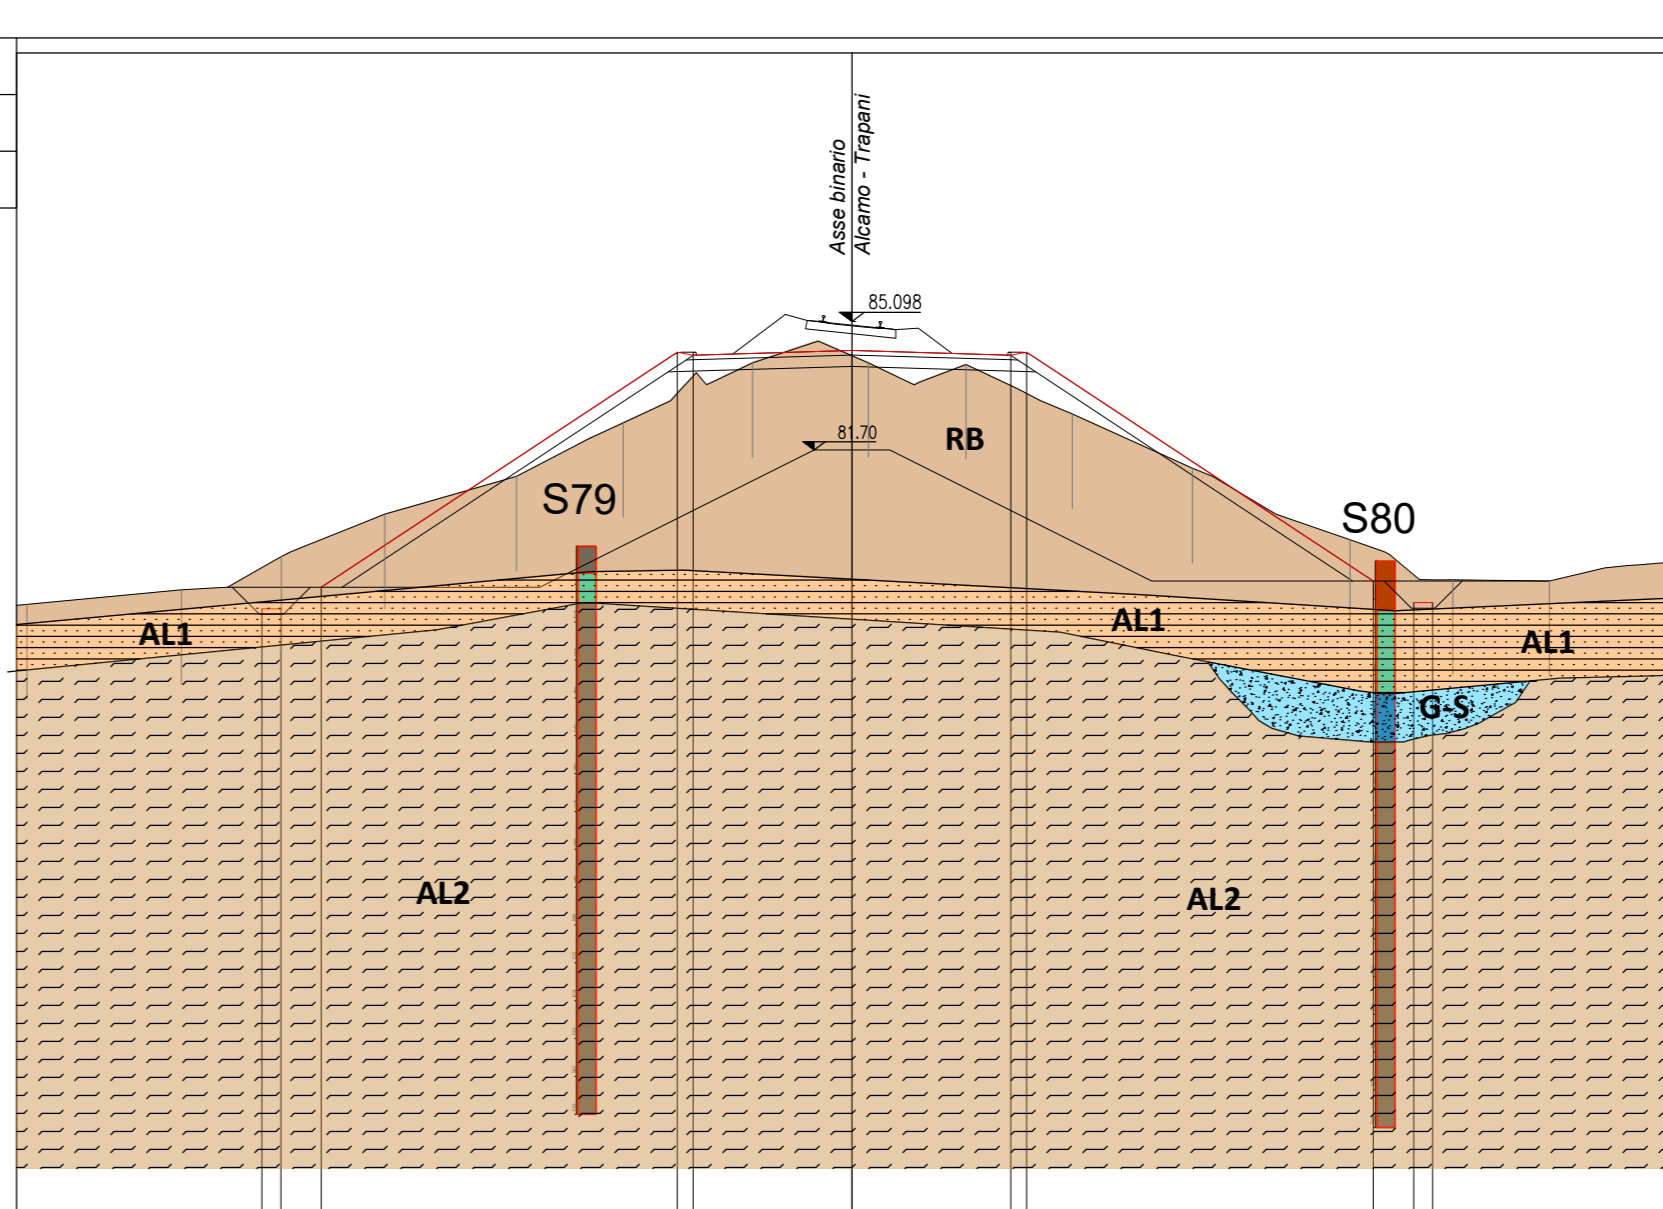 Asse binario
Alcamo - Trapani
85.098
81.70
RB
S79
S80
AL1
AL1
AL1
G-S
AL2
AL2